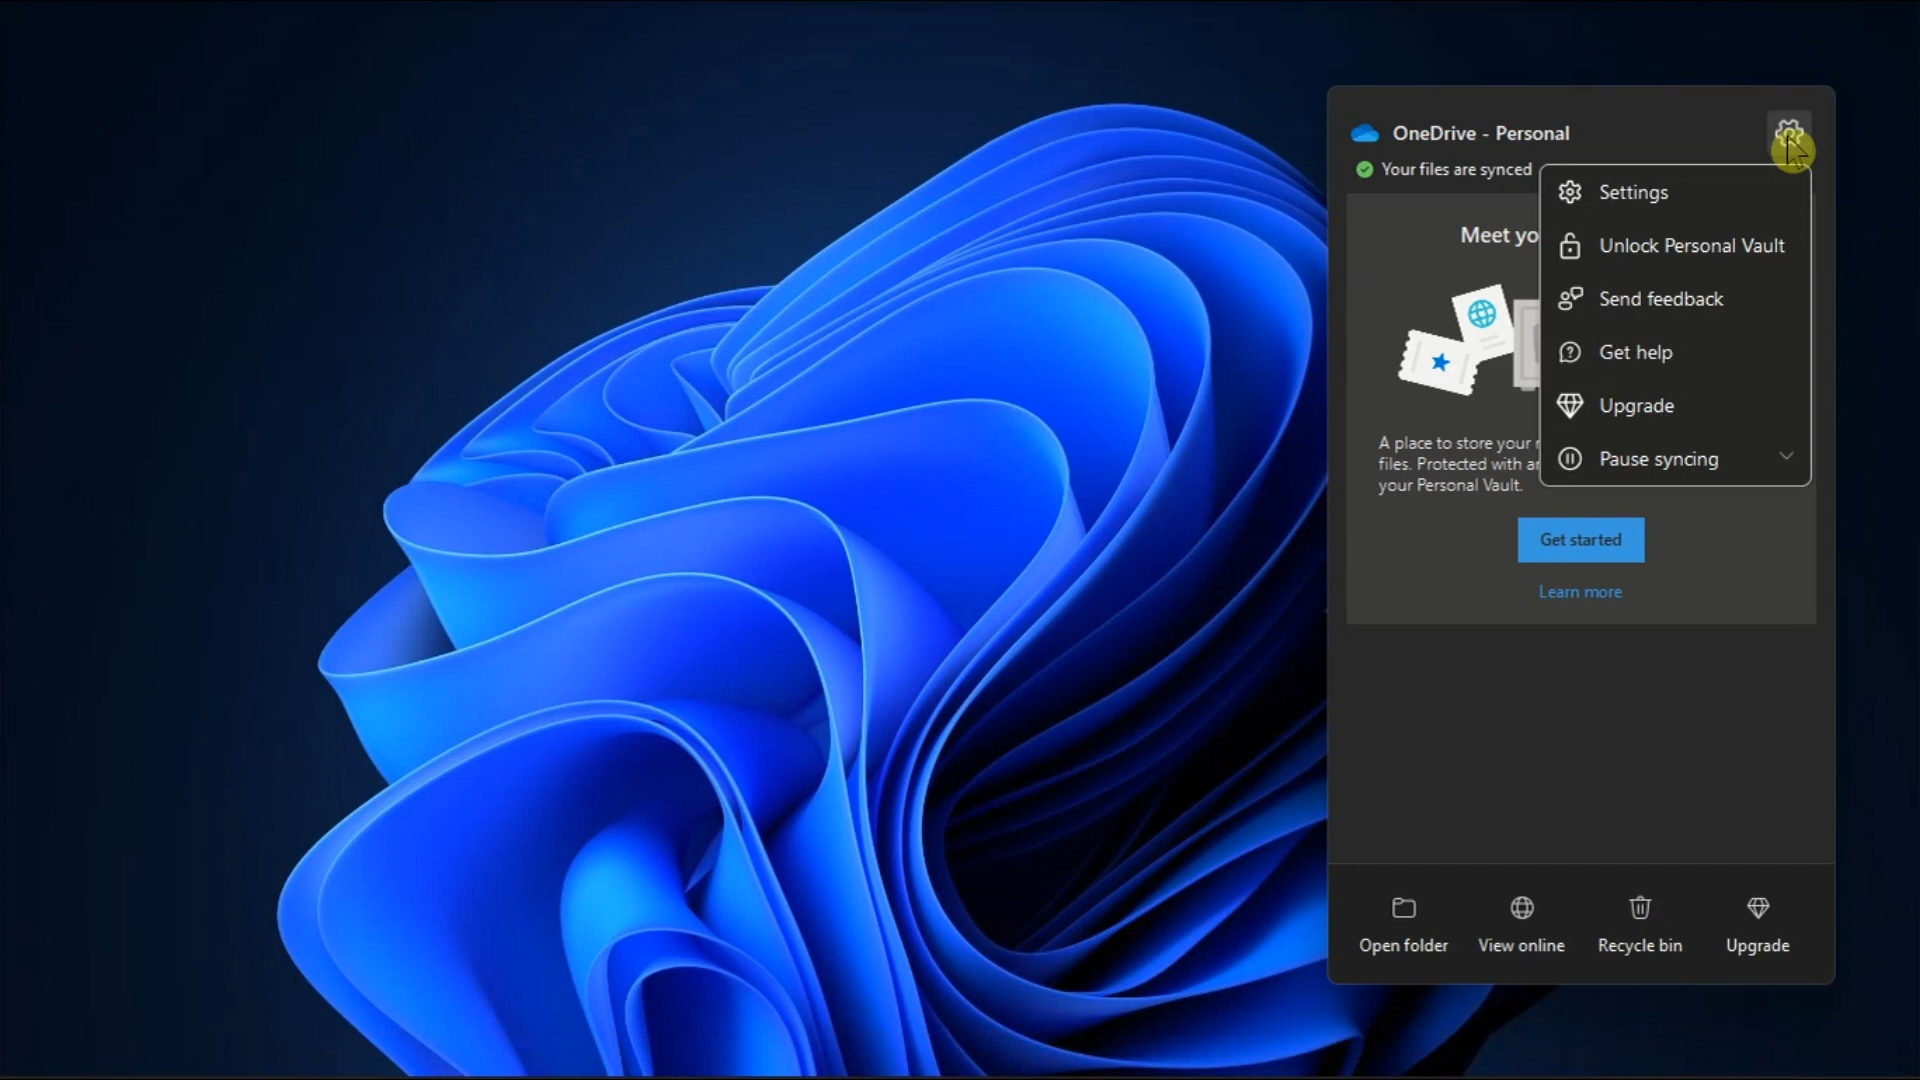 OneDrive - Personal
Your files are synced
Settings
Unlock Personal Vault
Send feedback
Get help
Upgrade
Pause syncing
Meet yo
A place to store your
files. Protected with
your Personal Vault.
Get started
Learn more
Open folder
View online
Recycle bin
Upgrade